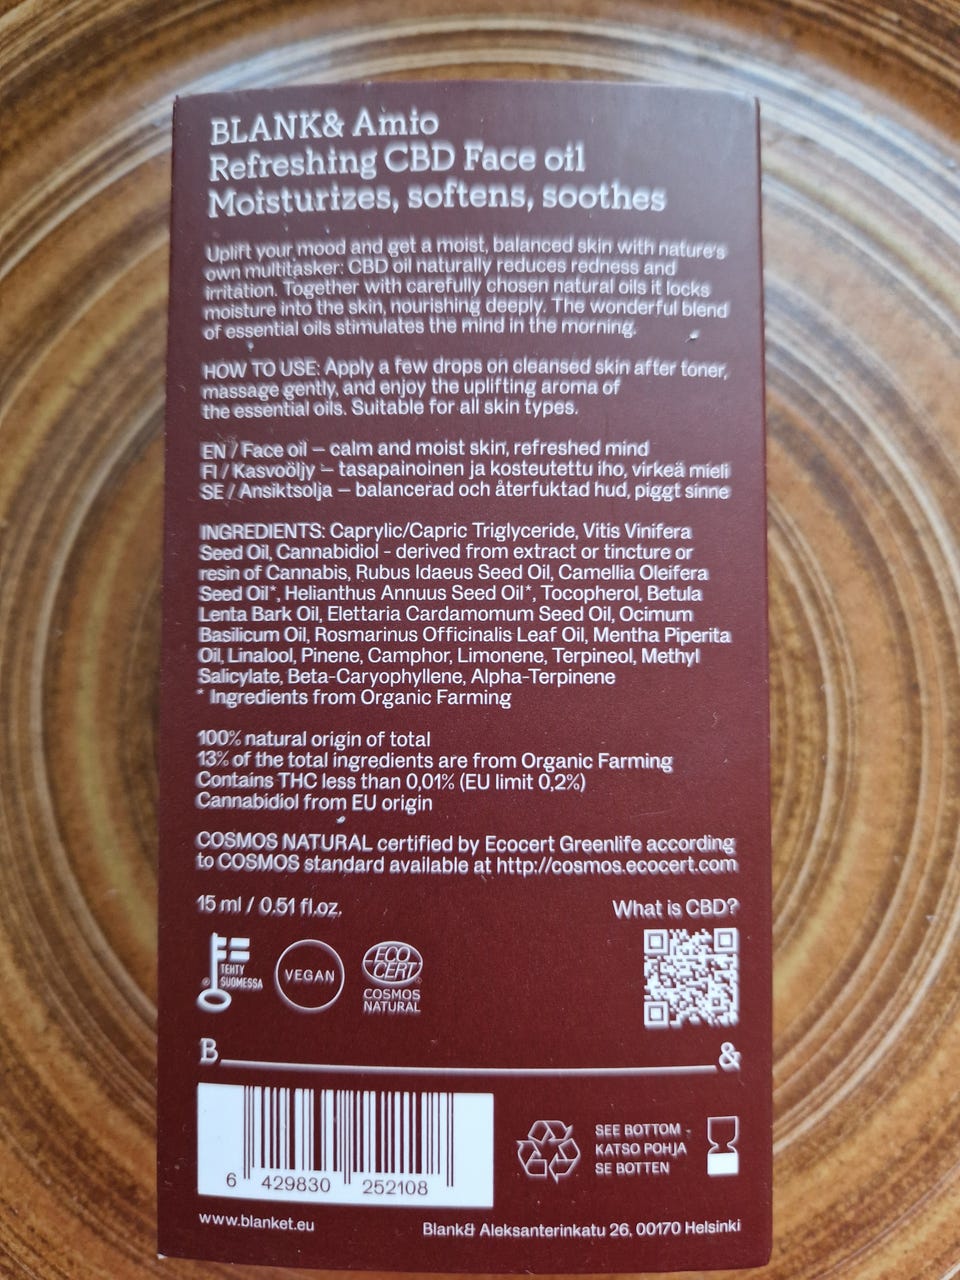 BLANK& Amio
Refreshing CBD Face oil
Moisturizes, softens, soothes
Uplift your mood and get a moist, balanced skin with nature's
own multitasker: CBD oil naturally reduces redness and
irritation. Together with carefully chosen natural oils it locks
moisture into the skin, nourishing deeply. The wonderful blend
of essential oils stimulates the mind in the morning.
HOW TO USE: Apply a few drops on cleansed skin after toner,
massage gently, and enjoy the uplifting aroma of
the essential oils. Suitable for all skin types.
EN / Face oil – calm and moist skin, refreshed mind
FI / Kasvoöljy – tasapainoinen ja kosteutettu iho, virkeä mieli
SE / Ansiktsolja – balancerad och återfuktad hud, piggt sinne
INGREDIENTS: Caprylic/Capric Triglyceride, Vitis Vinifera
Seed Oil, Cannabidiol - derived from extract or tincture or
resin of Cannabis, Rubus Idaeus Seed Oil, Camellia Oleifera
Seed Oil*, Helianthus Annuus Seed Oil*, Tocopherol, Betula
Lenta Bark Oil, Elettaria Cardamomum Seed Oil, Ocimum
Basilicum Oil, Rosmarinus Officinalis Leaf Oil, Mentha Piperita
Oil, Linalool, Pinene, Camphor, Limonene, Terpineol, Methyl
Salicylate, Beta-Caryophyllene, Alpha-Terpinene
* Ingredients from Organic Farming
100% natural origin of total
13% of the total ingredients are from Organic Farming
Contains THC less than 0,01% (EU limit 0,2%)
Cannabidiol from EU origin
COSMOS NATURAL certified by Ecocert Greenlife according
to COSMOS standard available at http://cosmos.ecocert.com
15 ml / 0.51 fl.oz.
What is CBD?
® TEHTY
SUOMESSA
VEGAN
ECO
CERT
COSMOS
NATURAL
B &
SEE BOTTOM
KATSO POHJA
SE BOTTEN
6 429830 252108
www.blanket.eu
Blank& Aleksanterinkatu 26, 00170 Helsinki